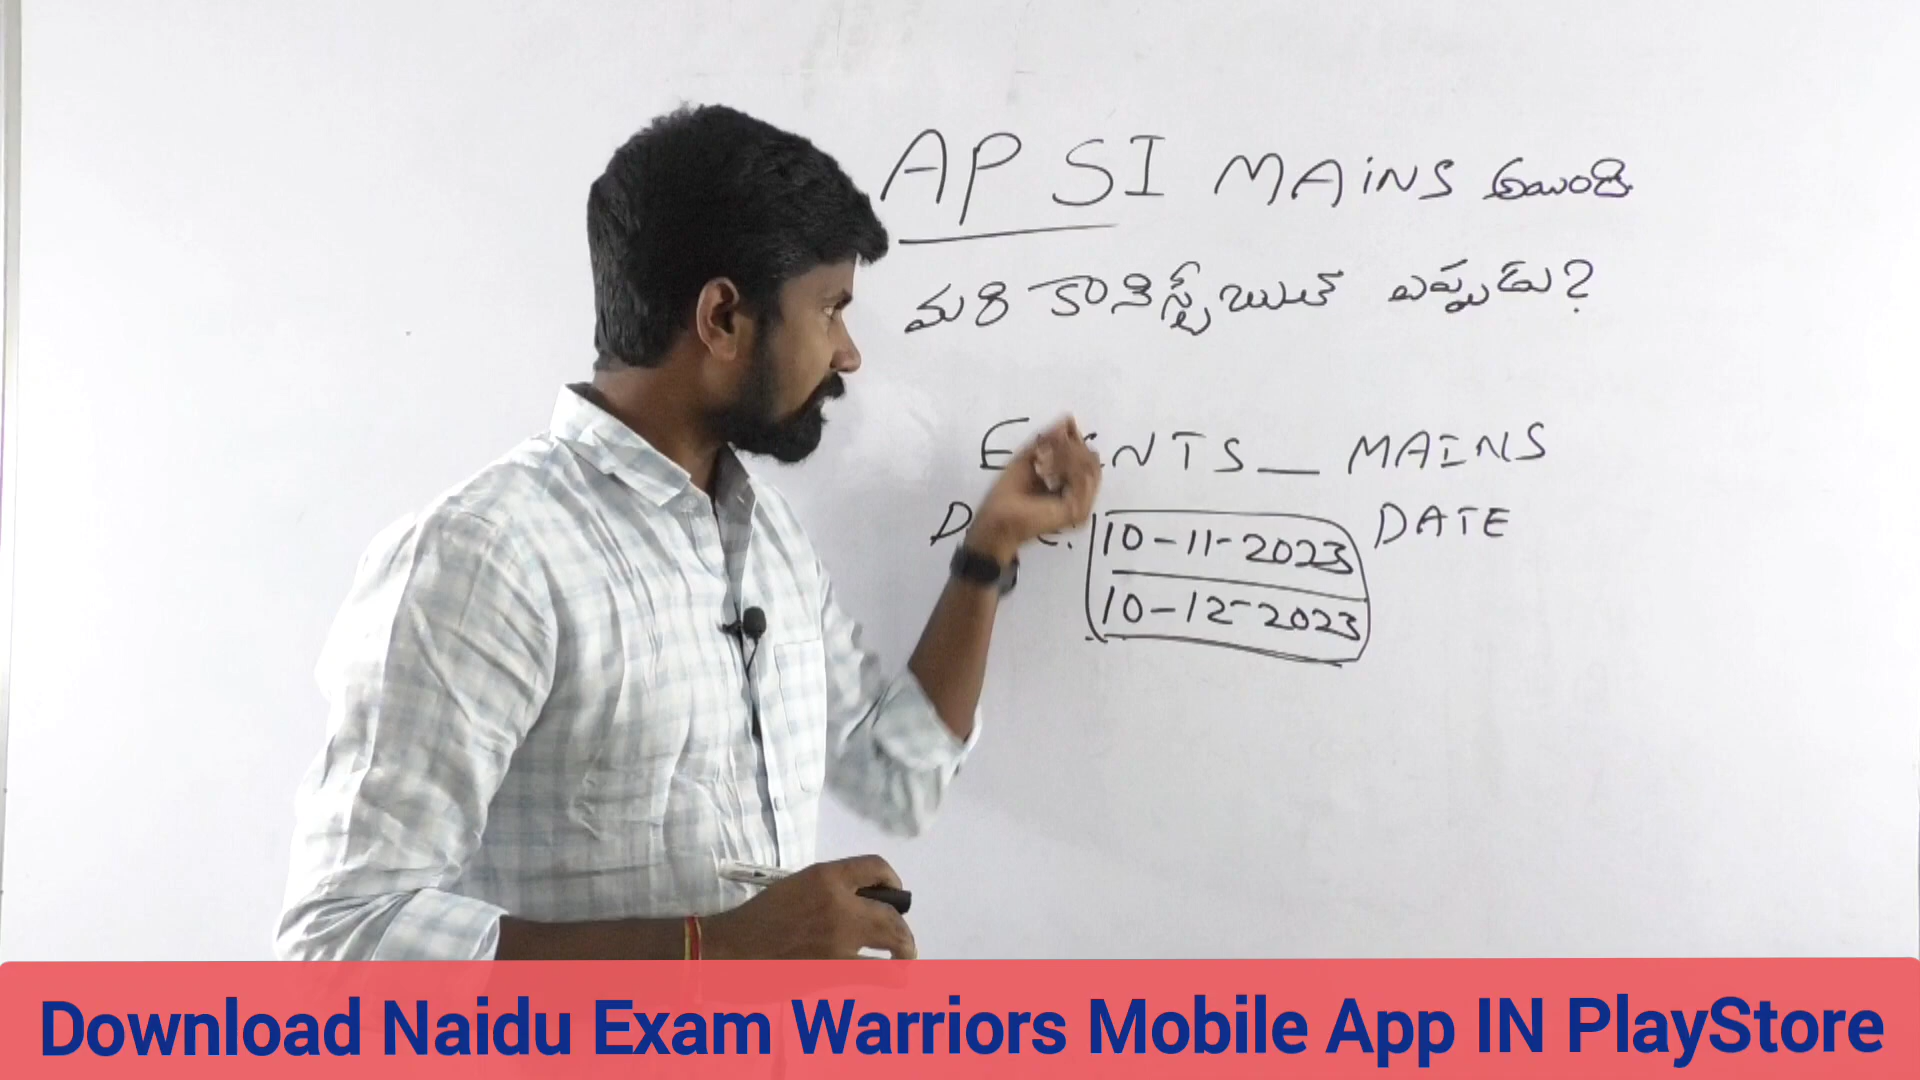 AP SI MAiNS అయింది
మరి కానిస్టేబుల్ ఎప్పుడు?
MAINS
10-11-2023 DATE
10-12-2023
Download Naidu Exam Warriors Mobile App IN PlayStore